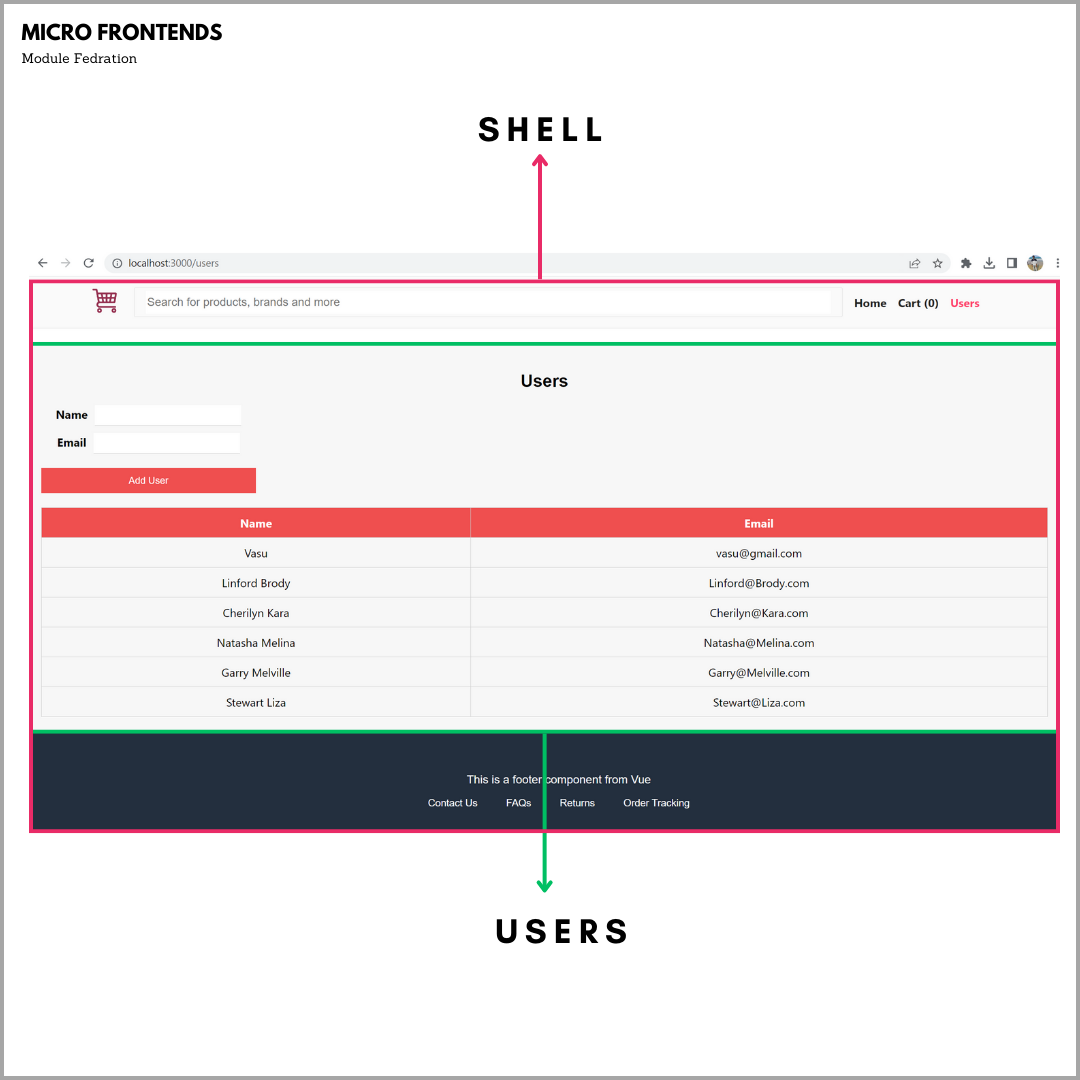 MICRO FRONTENDS
Module Fedration
SHELL
localhost:3000/users
Search for products, brands and more
Home Cart (0) Users
Users
Name
Email
Add User
Name Email
Vasu vasu@gmail.com
Linford Brody Linford@Brody.com
Cherilyn Kara Cherilyn@Kara.com
Natasha Melina Natasha@Melina.com
Garry Melville Garry@Melville.com
Stewart Liza Stewart@Liza.com
This is a footer component from Vue
Contact Us FAQs Returns Order Tracking
USERS